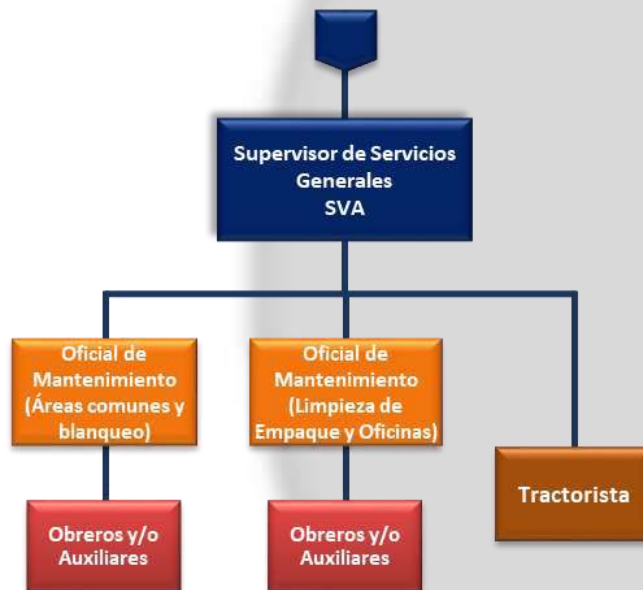 Supervisor de Servicios
Generales
SVA
Oficial de
Mantenimiento
(Áreas comunes y
blanqueo)
Oficial de
Mantenimiento
(Limpieza de
Empaque y Oficinas)
Tractorista
Obreros y/o
Auxiliares
Obreros y/o
Auxiliares